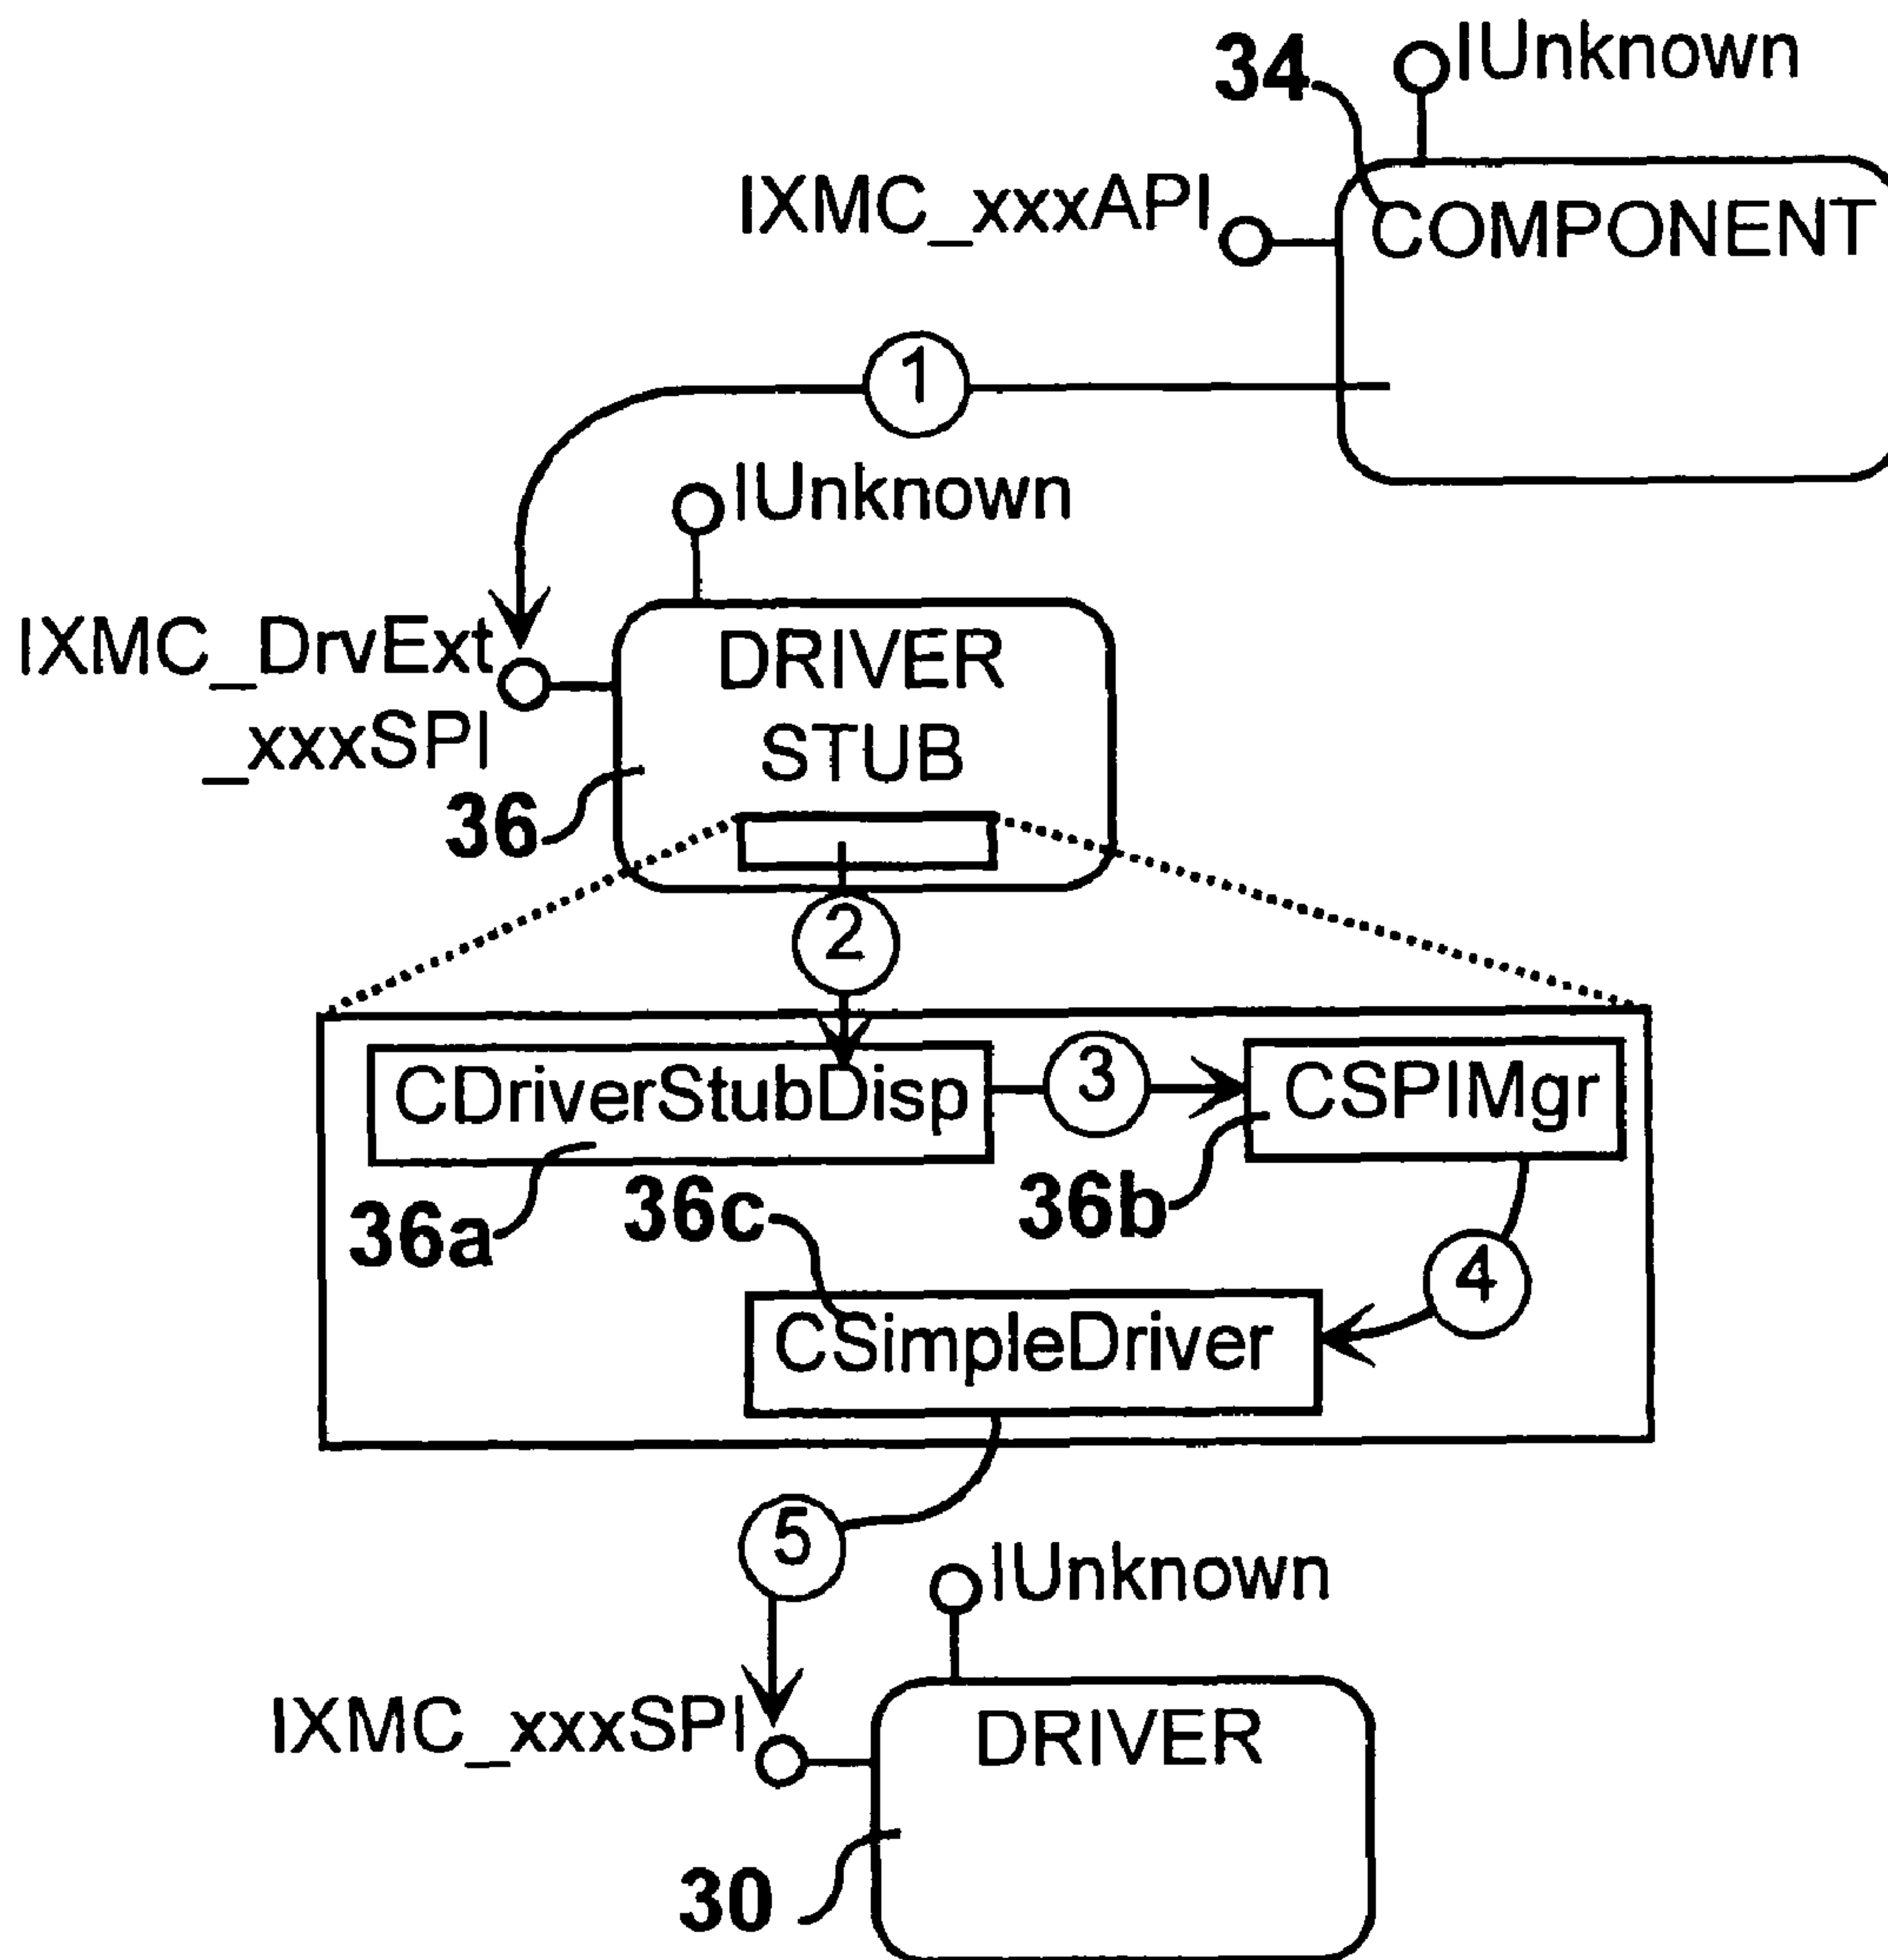 34
IUnknown
IXMC_xxxAPI
COMPONENT
1
IUnknown
IXMC_DrvExt
_xxxSPI
DRIVER
STUB
36
2
CDriverStubDisp
3
CSPIMgr
36a
36c
36b
4
CSimpleDriver
5
IUnknown
IXMC_xxxSPI
DRIVER
30